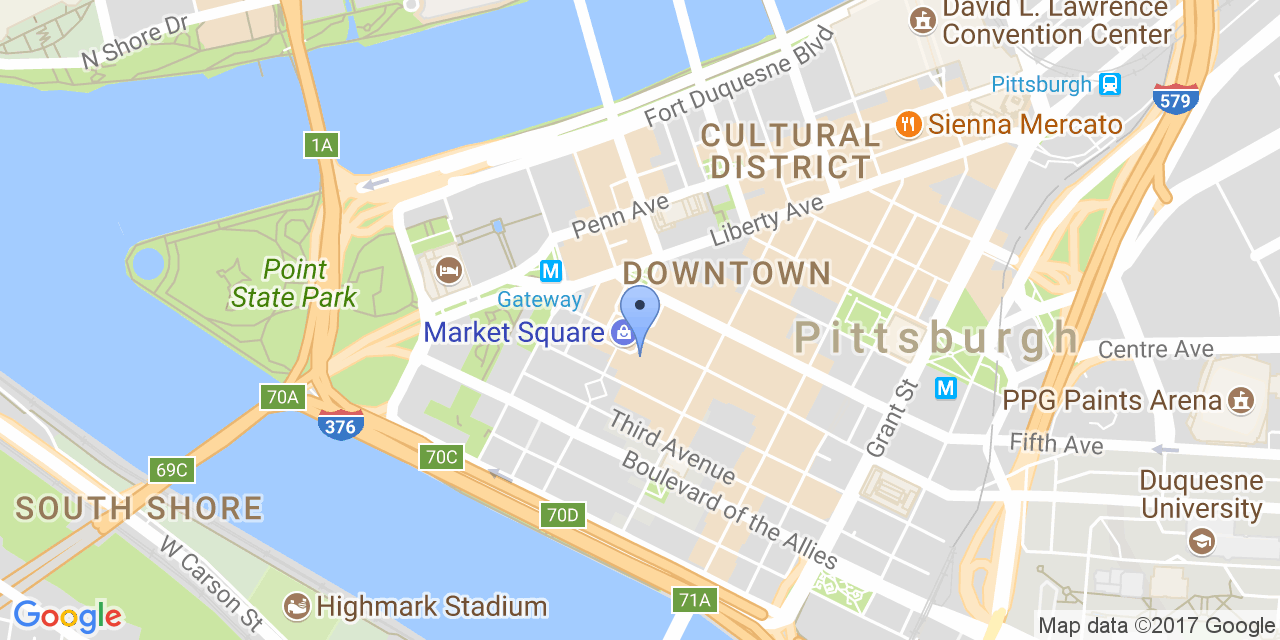 David L. Lawrence
Convention Center
N Shore Dr
Fort Duquesne Blvd
Pittsburgh
579
Sienna Mercato
1A
CULTURAL
DISTRICT
Penn Ave
Liberty Ave
Point
State Park
M
Gateway
DOWNTOWN
Market Square
Pittsburgh
Centre Ave
M
70A
376
PPG Paints Arena
Grant St
Fifth Ave
Third Avenue
70C
69C
Boulevard of the Allies
Duquesne
University
SOUTH SHORE
70D
W Carson St
Highmark Stadium
71A
Google
Map data ©2017 Google